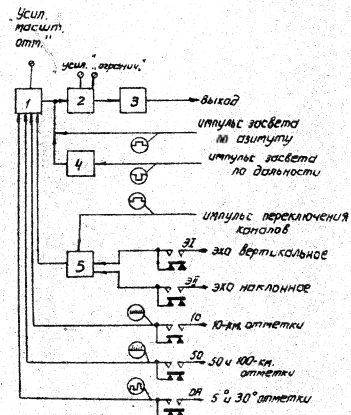 "Усил.
масшт.
отм."
Усил.
"огранич."
1
2
3
выход
импульс засвета
по азимуту
4
импульс засвета
по дальности
импульс переключения
каналов
5
ЭI
эхо вертикальное
ЭII
эхо наклонное
10
10-км. отметки
50
50 и 100-км.
отметки
ДА
5° и 30° отметки